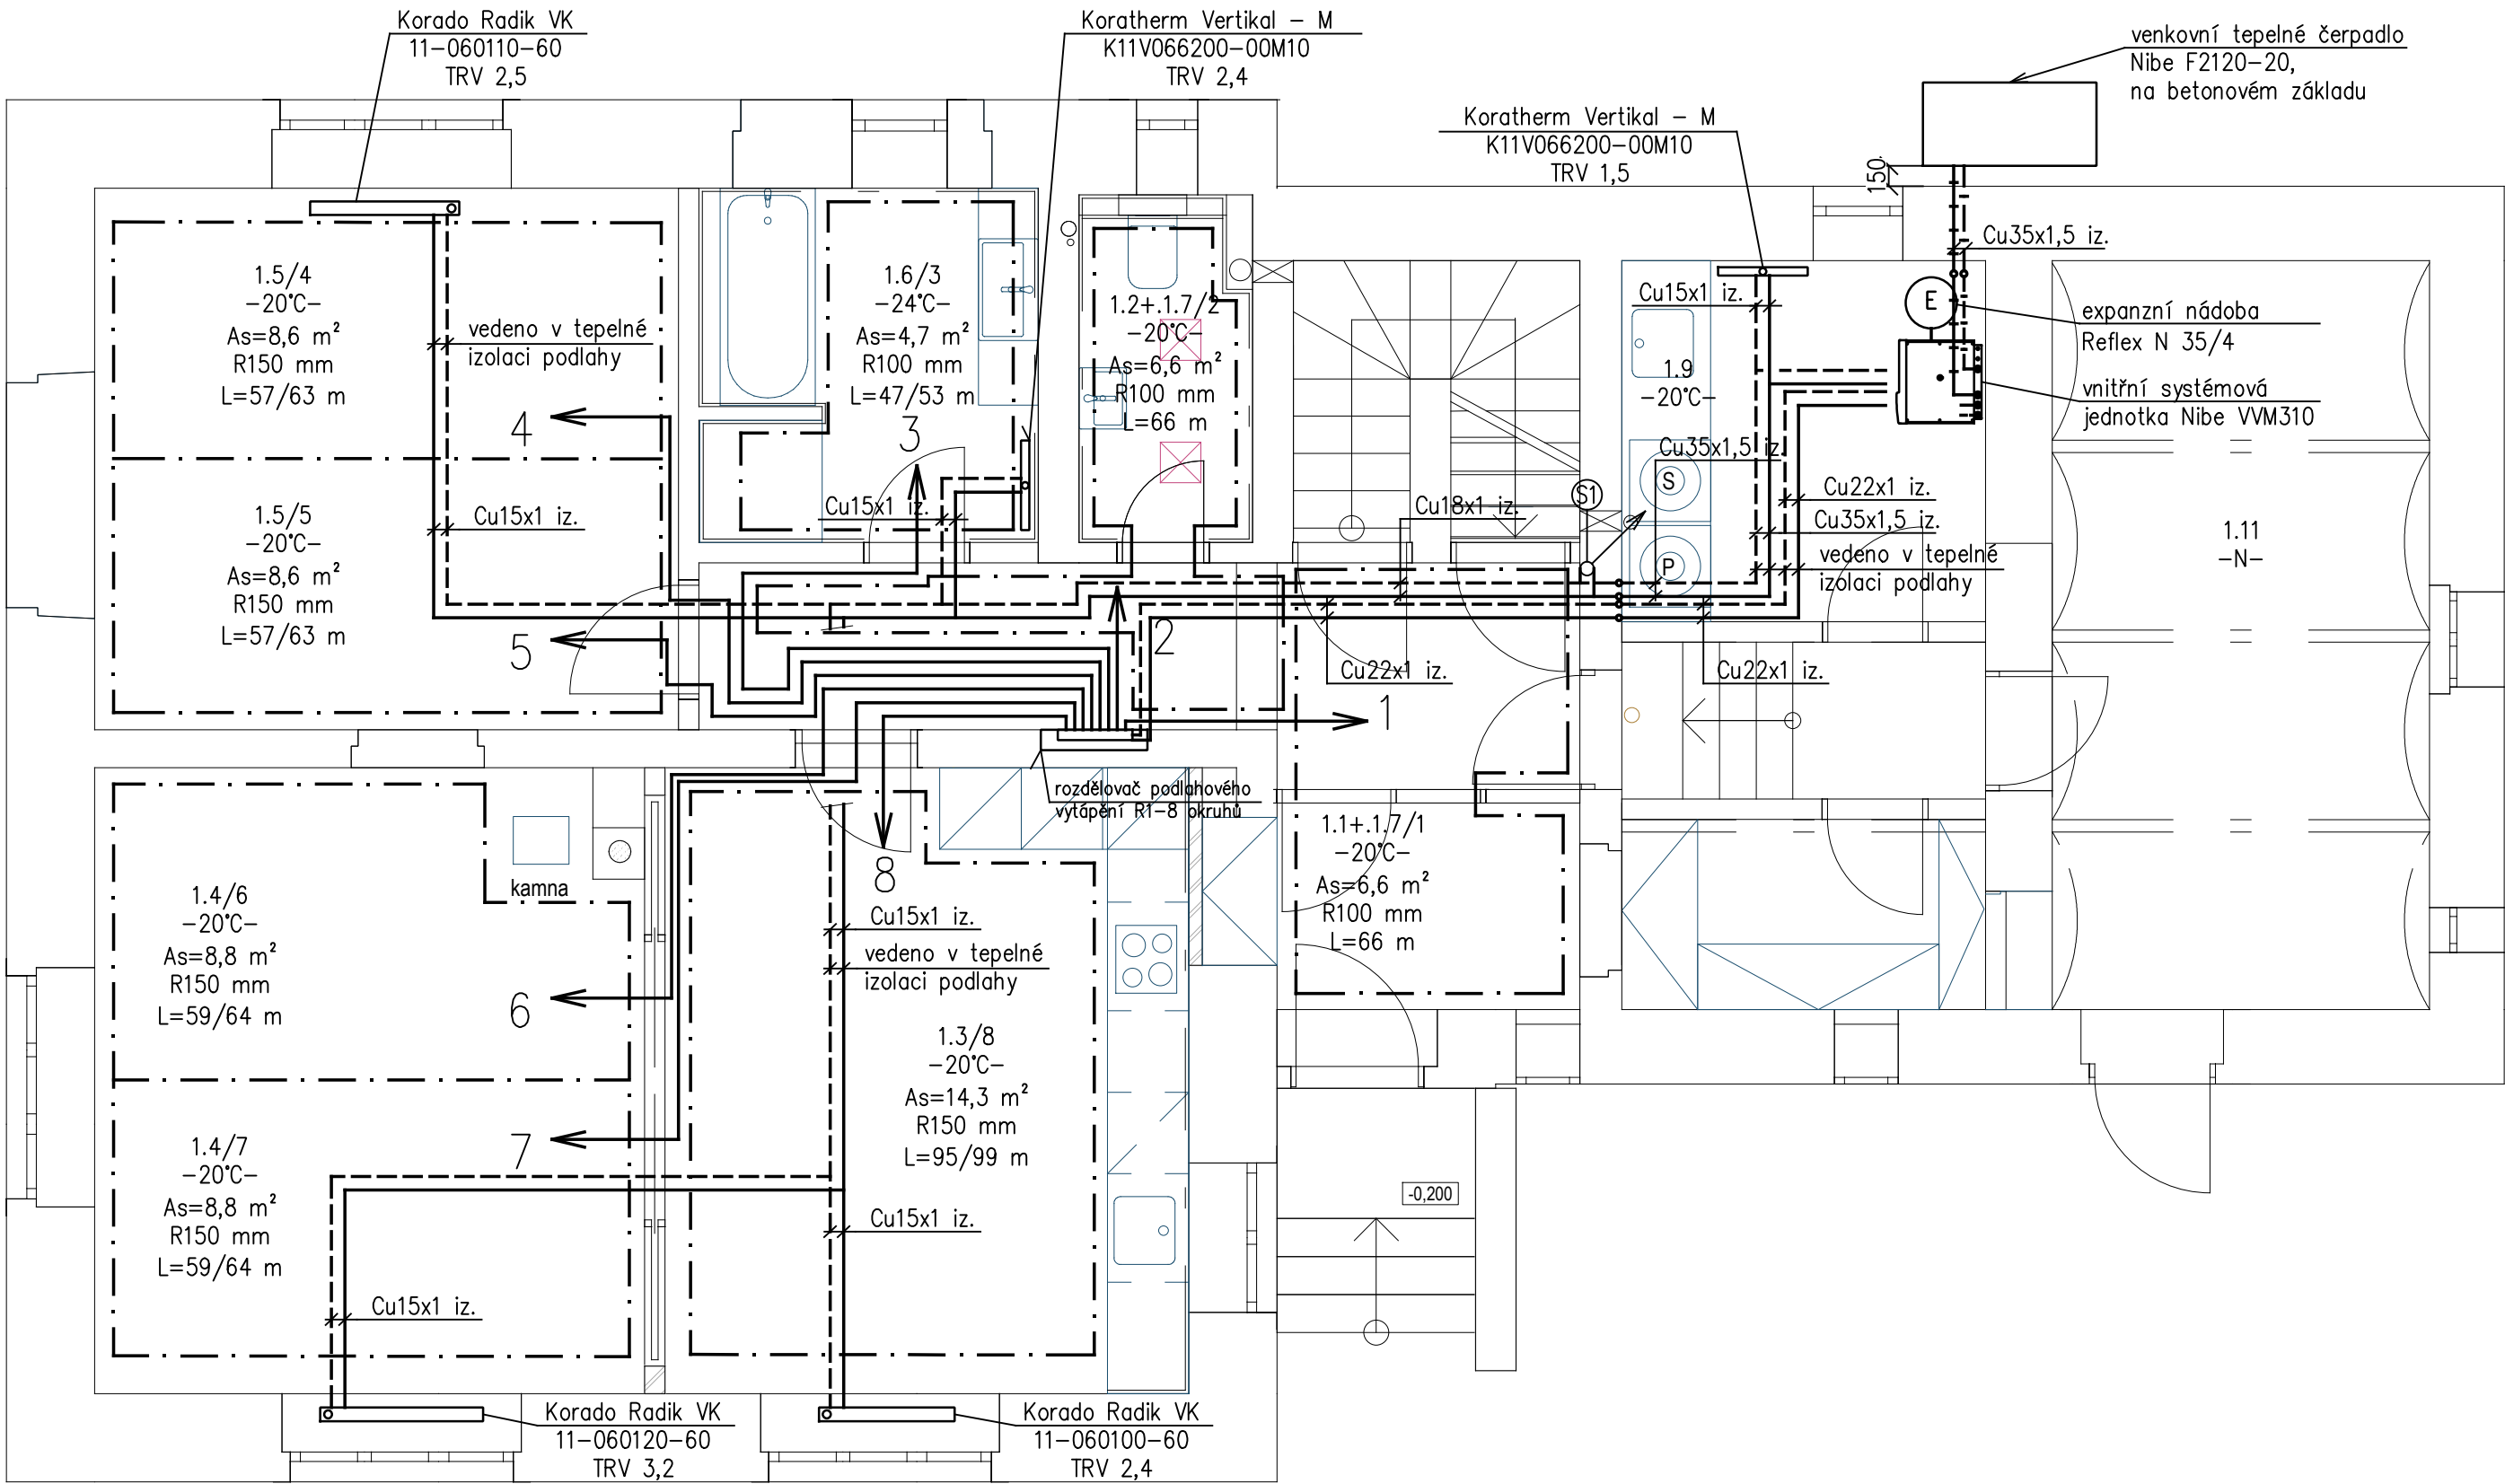 Korado Radik VK
11-060110-60
TRV 2,5
Koratherm Vertikal - M
K11V066200-00M10
TRV 2,4
Koratherm Vertikal - M
K11V066200-00M10
TRV 1,5
venkovní tepelné čerpadlo
Nibe F2120-20,
na betonovém základu
150
Cu35x1,5 iz.
E
expanzní nádoba
Reflex N 35/4
vnitřní systémová
jednotka Nibe VVM310
1.5/4
-20°C-
As=8,6 m²
R150 mm
L=57/63 m
vedeno v tepelné
izolaci podlahy
4
1.6/3
-24°C-
As=4,7 m²
R100 mm
L=47/53 m
3
1.2+.1.7/2
-20°C-
As=6,6 m²
R100 mm
L=66 m
Cu15x1 iz.
1.9
-20°C-
Cu35x1,5 iz.
S
S1
P
Cu18x1 iz.
Cu22x1 iz.
Cu35x1,5 iz.
vedeno v tepelné
izolaci podlahy
1.11
-N-
1.5/5
-20°C-
As=8,6 m²
R150 mm
L=57/63 m
Cu15x1 iz.
Cu15x1 iz.
5
2
Cu22x1 iz.
Cu22x1 iz.
1
rozdělovač podlahového
vytápění R1-8 okruhů
1.1+.1.7/1
-20°C-
As=6,6 m²
R100 mm
L=66 m
kamna
8
1.4/6
-20°C-
As=8,8 m²
R150 mm
L=59/64 m
6
Cu15x1 iz.
vedeno v tepelné
izolaci podlahy
1.3/8
-20°C-
As=14,3 m²
R150 mm
L=95/99 m
1.4/7
-20°C-
As=8,8 m²
R150 mm
L=59/64 m
7
Cu15x1 iz.
Cu15x1 iz.
-0,200
Korado Radik VK
11-060120-60
TRV 3,2
Korado Radik VK
11-060100-60
TRV 2,4